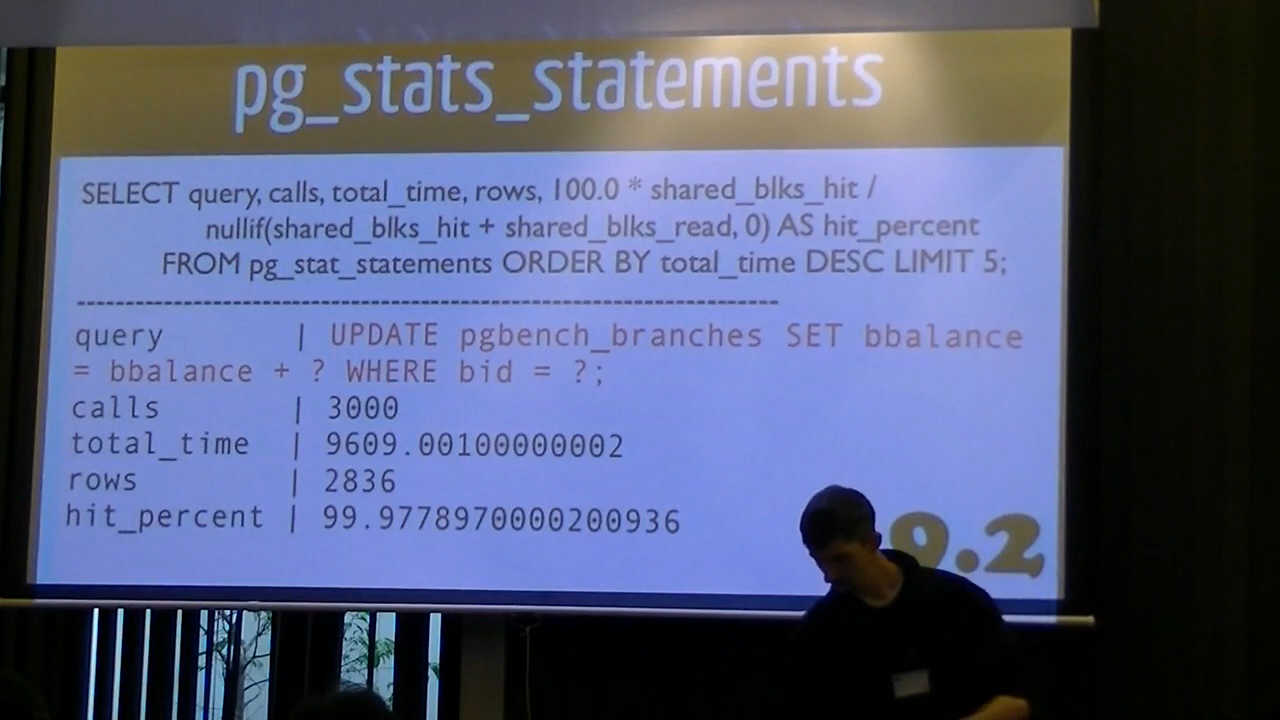 pg_stats_statements
SELECT query, calls, total_time, rows, 100.0 * shared_blks_hit /
nullif(shared_blks_hit + shared_blks_read, 0) AS hit_percent
FROM pg_stat_statements ORDER BY total_time DESC LIMIT 5;
-------------------------------------------------------------------------
query | UPDATE pgbench_branches SET bbalance
= bbalance + ? WHERE bid = ?;
calls | 3000
total_time | 9609.00100000002
rows | 2836
hit_percent | 99.9778970000200936
9.2